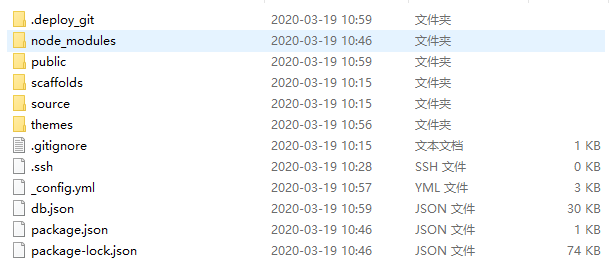 .deploy_git 2020-03-19 10:59 文件夹
node_modules 2020-03-19 10:46 文件夹
public 2020-03-19 10:59 文件夹
scaffolds 2020-03-19 10:15 文件夹
source 2020-03-19 10:15 文件夹
themes 2020-03-19 10:56 文件夹
.gitignore 2020-03-19 10:15 文本文档 1 KB
.ssh 2020-03-19 10:28 SSH 文件 0 KB
_config.yml 2020-03-19 10:57 YML 文件 3 KB
db.json 2020-03-19 10:59 JSON 文件 30 KB
package.json 2020-03-19 10:46 JSON 文件 1 KB
package-lock.json 2020-03-19 10:46 JSON 文件 74 KB